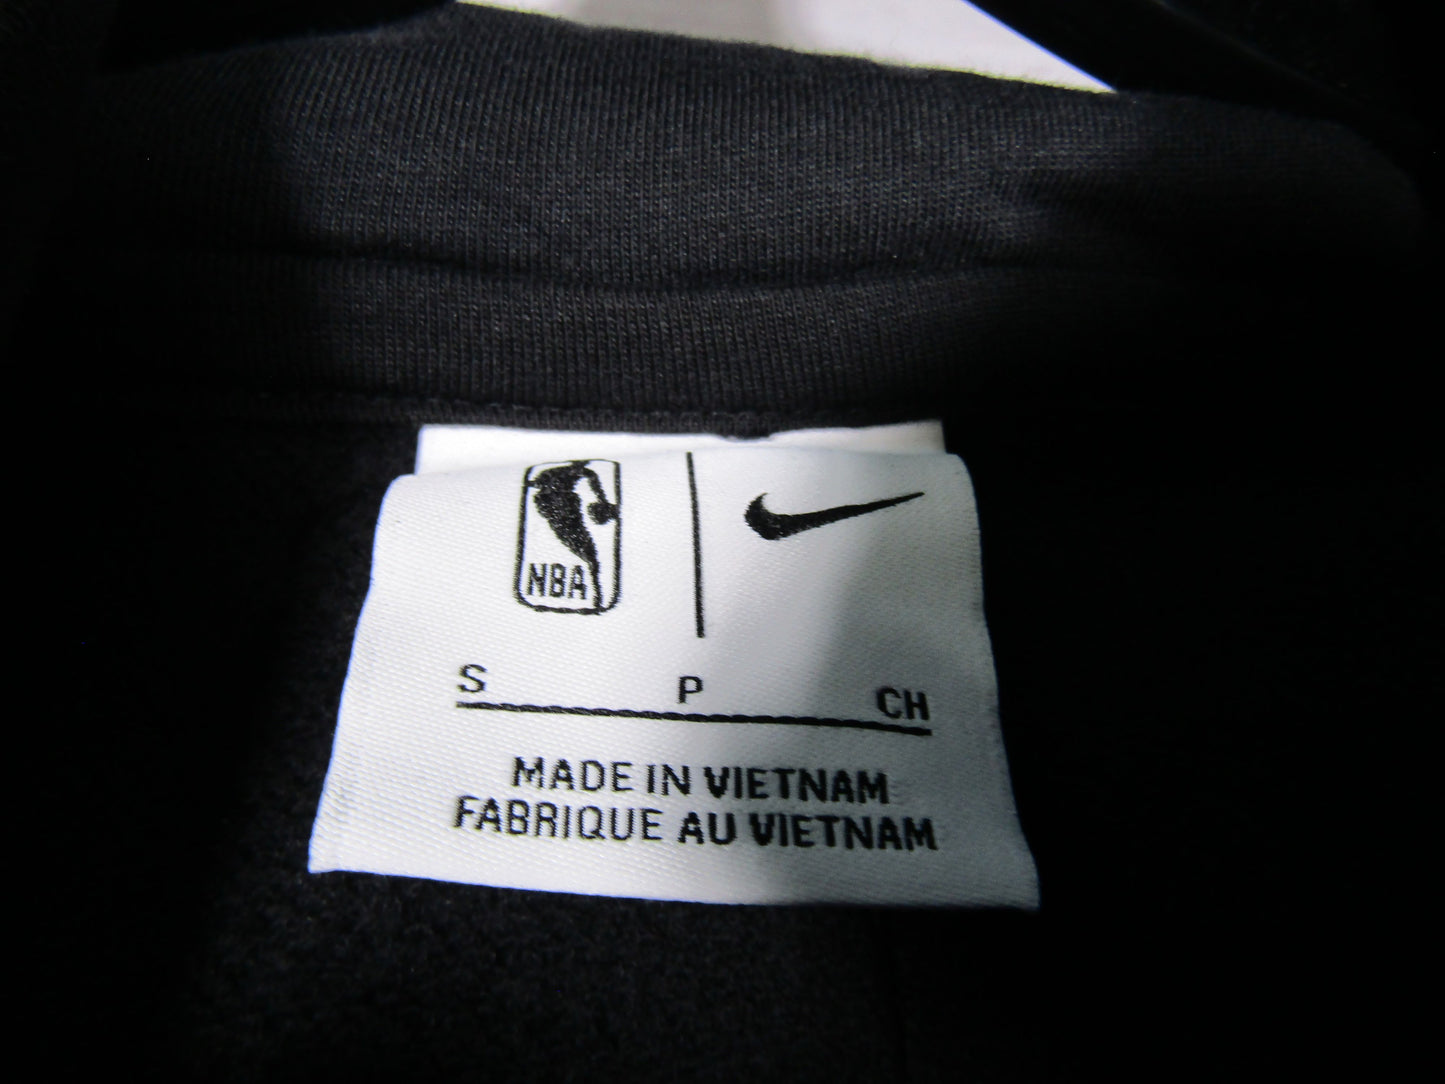 NBA
S P CH
MADE IN VIETNAM
FABRIQUE AU VIETNAM